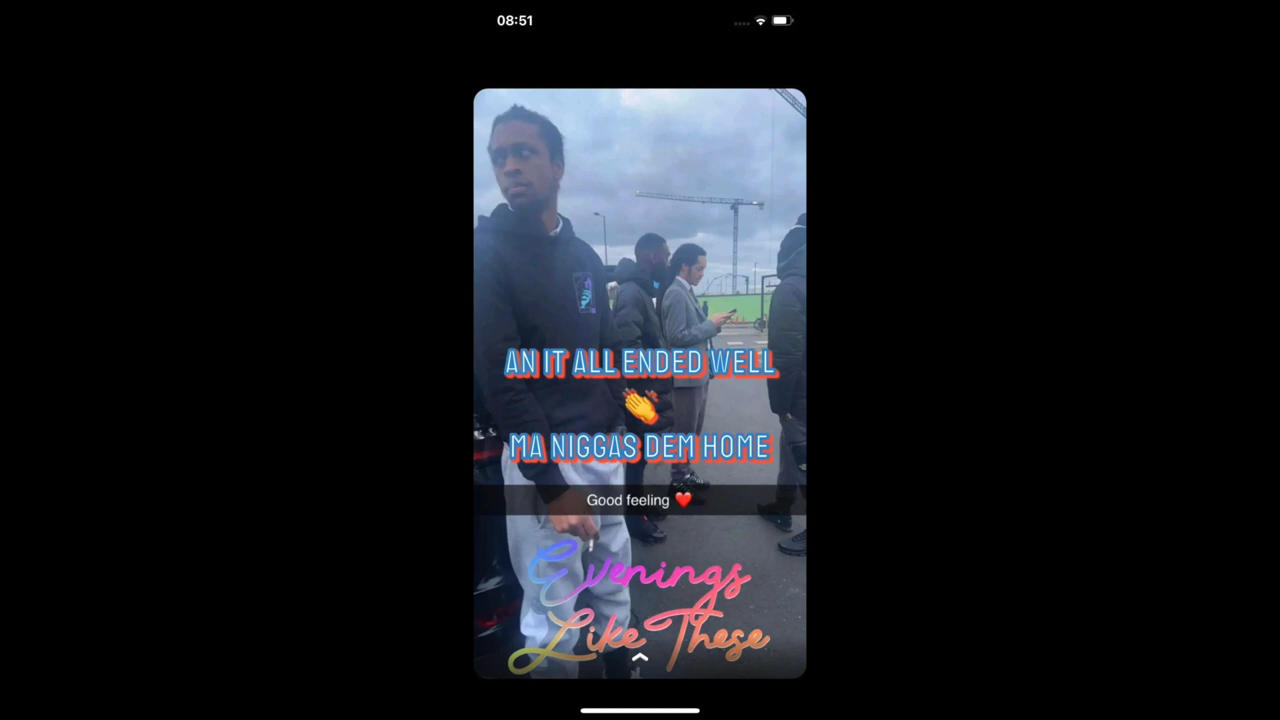 08:51
AN IT ALL ENDED WELL
MA NIGGAS DEM HOME
Good feeling ❤️
Evenings
Like These